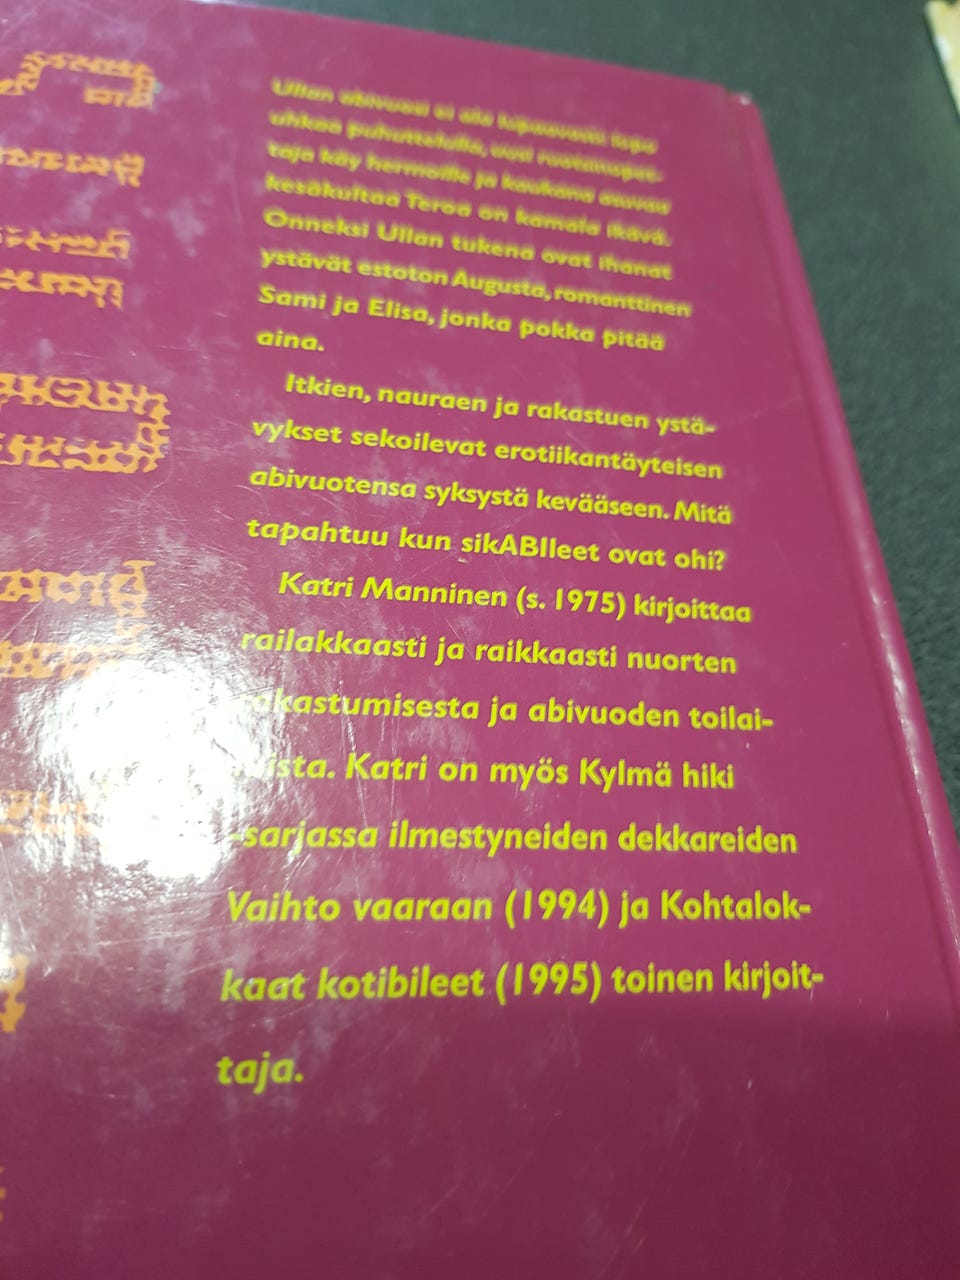 Ullan abivuosi ei ala lupaavasti: lopu
uhkaa puhuttelulla, uusi ruotsinopet-
taja käy hermoille ja kaukana asuvaa
kesäkultaa Teroa on kamala ikävä.
Onneksi Ullan tukena ovat ihanat
ystävät estoton Augusta, romanttinen
Sami ja Elisa, jonka pokka pitää
aina.
Itkien, nauraen ja rakastuen ystä-
vykset sekoilevat erotiikantäyteisen
abivuotensa syksystä kevääseen. Mitä
tapahtuu kun sikABIleet ovat ohi?
Katri Manninen (s. 1975) kirjoittaa
railakkaasti ja raikkaasti nuorten
rakastumisesta ja abivuoden toilai-
luista. Katri on myös Kylmä hiki
-sarjassa ilmestyneiden dekkareiden
Vaihto vaaraan (1994) ja Kohtalok-
kaat kotibileet (1995) toinen kirjoit-
taja.